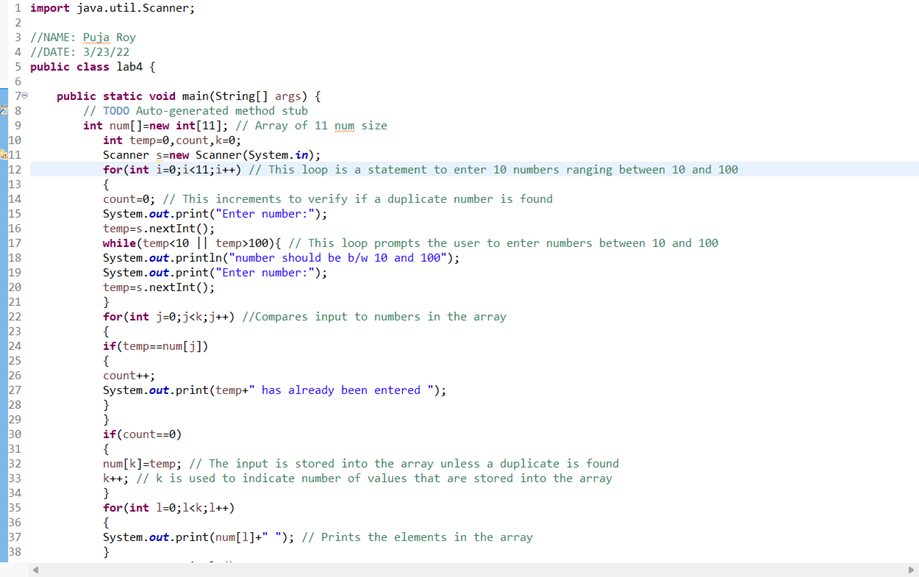 1 import java.util.Scanner;
2
3 //NAME: Puja Roy
4 //DATE: 3/23/22
5 public class lab4 {
6
7 public static void main(String[] args) {
8 // TODO Auto-generated method stub
9 int num[]=new int[11]; // Array of 11 num size
10 int temp=0,count,k=0;
11 Scanner s=new Scanner(System.in);
12 for(int i=0;i<11;i++) // This loop is a statement to enter 10 numbers ranging between 10 and 100
13 {
14 count=0; // This increments to verify if a duplicate number is found
15 System.out.print("Enter number:");
16 temp=s.nextInt();
17 while(temp<10 || temp>100){ // This loop prompts the user to enter numbers between 10 and 100
18 System.out.println("number should be b/w 10 and 100");
19 System.out.print("Enter number:");
20 temp=s.nextInt();
21 }
22 for(int j=0;j<k;j++) //Compares input to numbers in the array
23 {
24 if(temp==num[j])
25 {
26 count++;
27 System.out.print(temp+" has already been entered ");
28 }
29 }
30 if(count==0)
31 {
32 num[k]=temp; // The input is stored into the array unless a duplicate is found
33 k++; // k is used to indicate number of values that are stored into the array
34 }
35 for(int l=0;l<k;l++)
36 {
37 System.out.print(num[l]+" "); // Prints the elements in the array
38 }